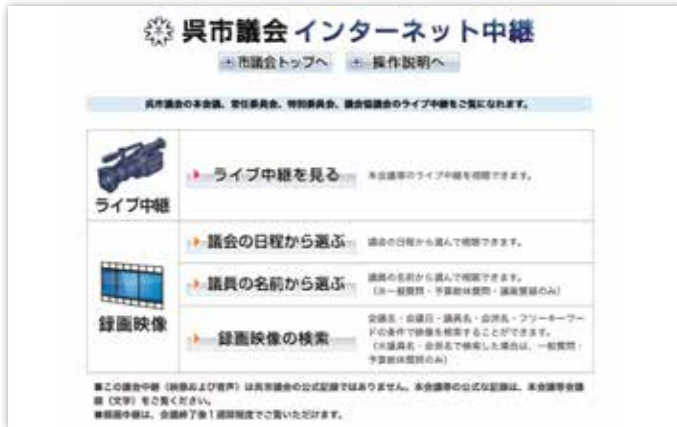 呉市議会 インターネット中継
市議会トップへ 操作説明へ
呉市議会の本会議、常任委員会、特別委員会、議会協議会のライブ中継をご覧になれます。
ライブ中継を見る
本会議等のライブ中継を視聴できます。
ライブ中継
議会の日程から選ぶ
議会の日程から選んで視聴できます。
議員の名前から選ぶ
議員の名前から選んで視聴できます。
(※一般質問・予算総体質問・議案質疑のみ)
録画映像
録画映像の検索
会議名・会議日・議員名・会派名・フリーキーワー
ドの条件で映像を検索することができます。
(※議員名・会派名で検索した場合は、一般質問・
予算総体質問のみ)
■この議会中継（映像および音声）は呉市議会の公式記録ではありません。本会議等の公式な記録は、本会議等会議
録（文字）をご覧ください。
■録画中継は、会議終了後1週間程度でご覧いただけます。